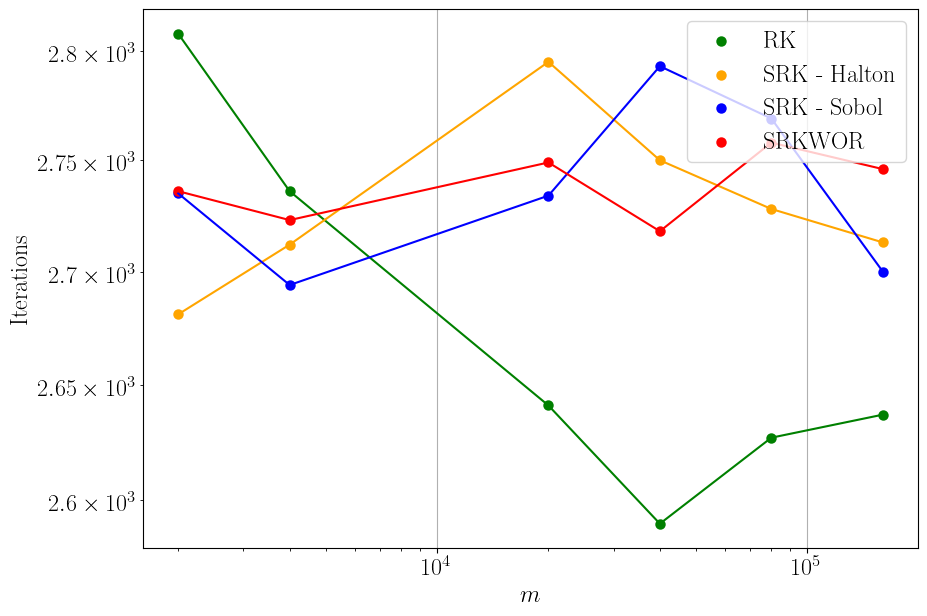 2.8 × 10³
2.75 × 10³
2.7 × 10³
2.65 × 10³
2.6 × 10³
Iterations
10⁴
10⁵
m
RK
SRK - Halton
SRK - Sobol
SRKWOR